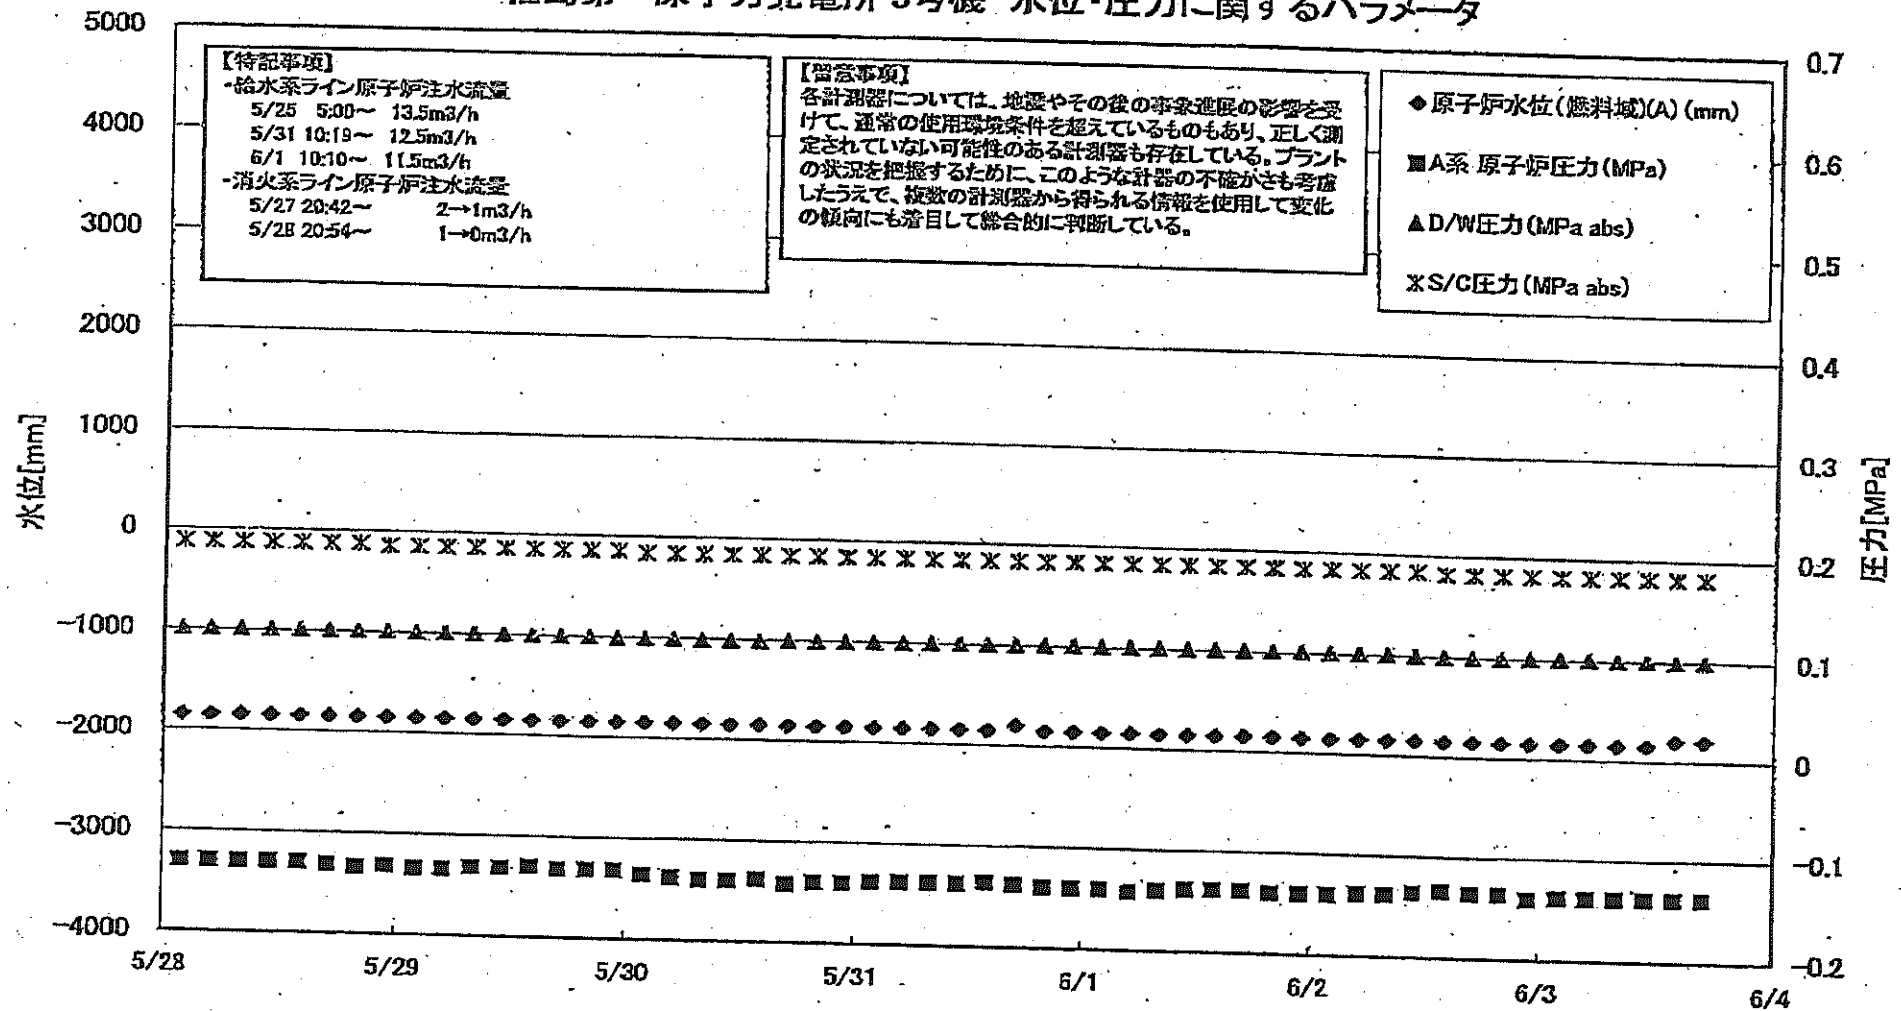 原子力発電所 3号機 水位・圧力に関するパラメータ
【特記事項】
・給水系ライン原子炉注水流量
5/25 5:00～ 13.5m3/h
5/31 10:19～ 12.5m3/h
6/1 10:10～ 11.5m3/h
・消火系ライン原子炉注水流量
5/27 20:42～ 2→1m3/h
5/28 20:54～ 1→0m3/h
【留意事項】
各計測器については、地震やその後の事象進展の影響を受
けて、通常の使用環境条件を超えているものもあり、正しく測
定されていない可能性のある計測器も存在している。プラント
の状況を把握するために、このような計器の不確かさも考慮
したうえで、複数の計測器から得られる情報を使用して変化
の傾向にも着目して総合的に判断している。
原子炉水位(燃料域)(A)(mm)
A系 原子炉圧力(MPa)
D/W圧力(MPa abs)
S/C圧力(MPa abs)
水位[mm]
5000
4000
3000
2000
1000
0
-1000
-2000
-3000
-4000
圧力[MPa]
0.7
0.6
0.5
0.4
0.3
0.2
0.1
0
-0.1
-0.2
5/28
5/29
5/30
5/31
6/1
6/2
6/3
6/4